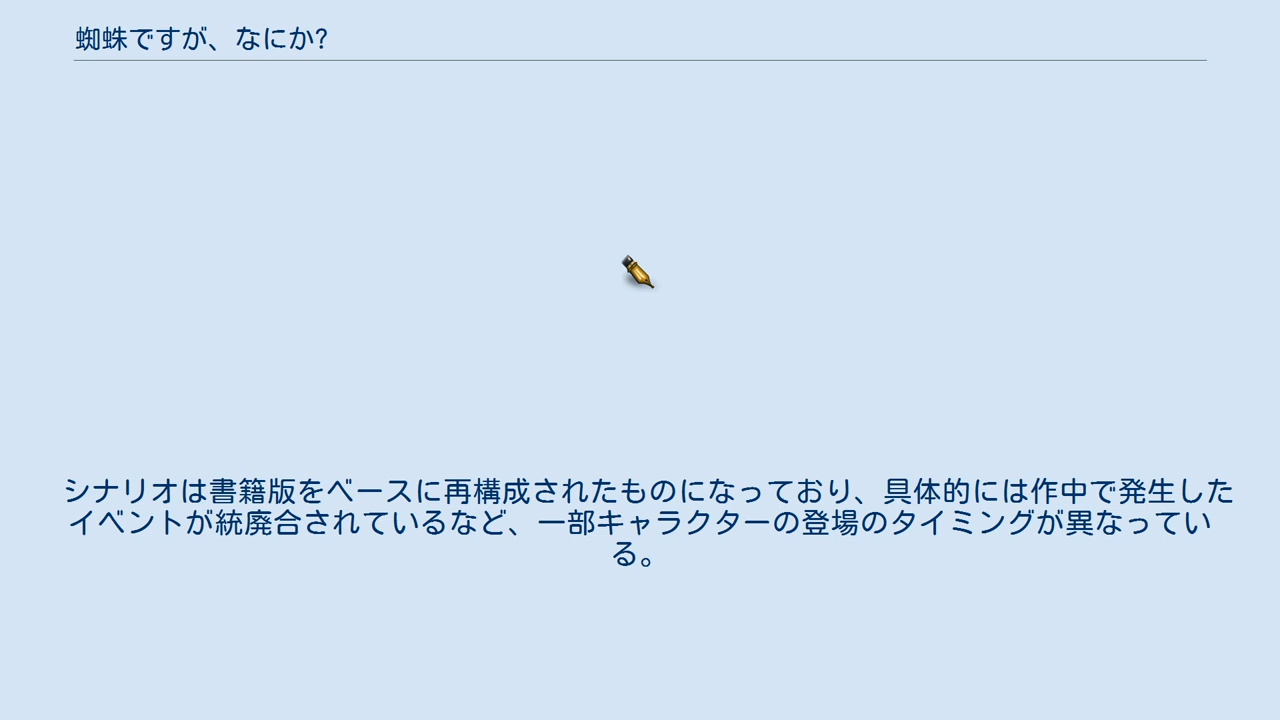 蜘蛛ですが、なにか?
シナリオは書籍版をベースに再構成されたものになっており、具体的には作中で発生した
イベントが統廃合されているなど、一部キャラクターの登場のタイミングが異なってい
る。